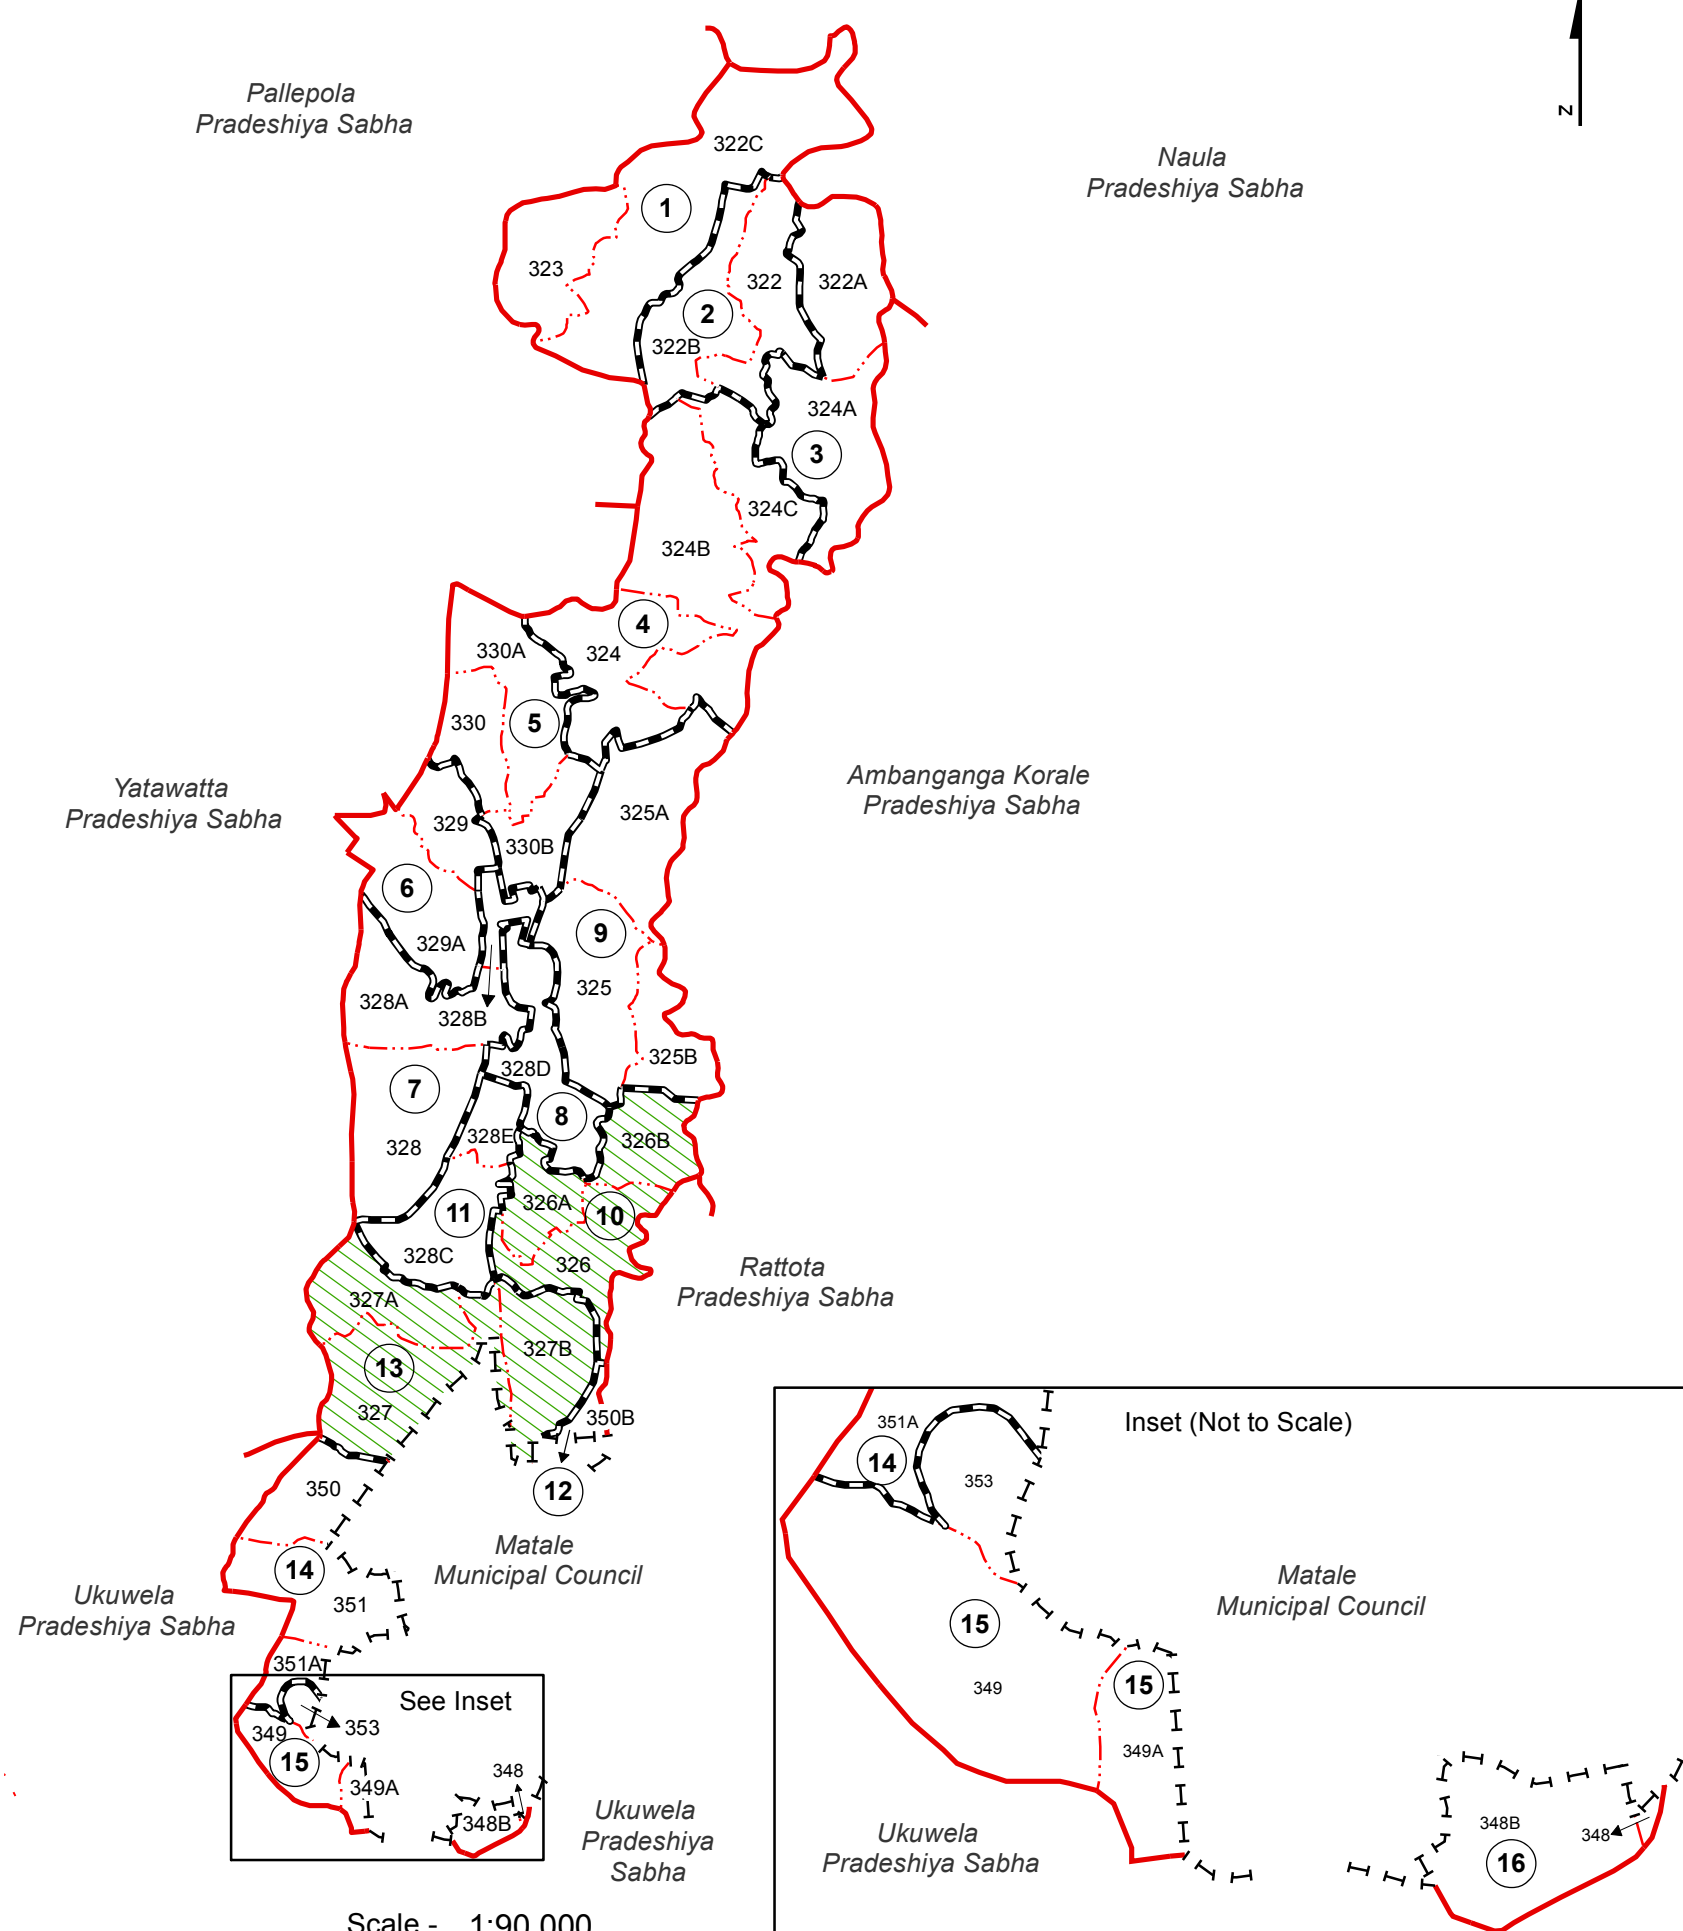 Pallepola
Pradeshiya Sabha
N
Naula
Pradeshiya Sabha
322C
1
323
322
322A
2
322B
324A
3
324C
324B
4
330A
324
330
5
Yatawatta
Pradeshiya Sabha
Ambanganga Korale
Pradeshiya Sabha
325A
329
330B
6
9
329A
325
328A
328B
325B
328D
7
8
328E
326B
328
326A
11
10
328C
326
Rattota
Pradeshiya Sabha
327A
327B
13
327
350B
350
12
Matale
Municipal Council
14
351
Ukuwela
Pradeshiya Sabha
351A
See Inset
353
349
15
349A
348
348B
Ukuwela
Pradeshiya
Sabha
Scale - 1:90,000
Inset (Not to Scale)
351A
14
353
Matale
Municipal Council
15
349
15
349A
Ukuwela
Pradeshiya Sabha
348B
348
16